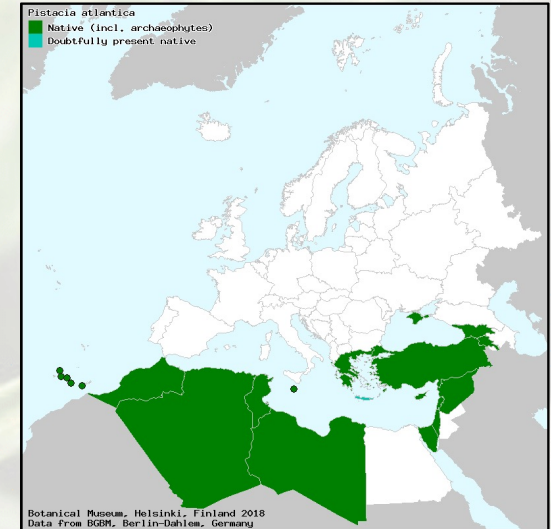 Pistacia atlantica
Native (incl. archaeophytes)
Doubtfully present native
Botanical Museum, Helsinki, Finland 2018
Data from BGBM, Berlin-Dahlem, Germany